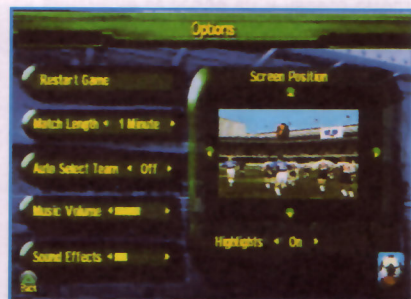 Options
Restart Game
Match Length 1 Minute
Auto Select Team Off
Music Volume
Sound Effects
Back
Screen Position
Highlights On